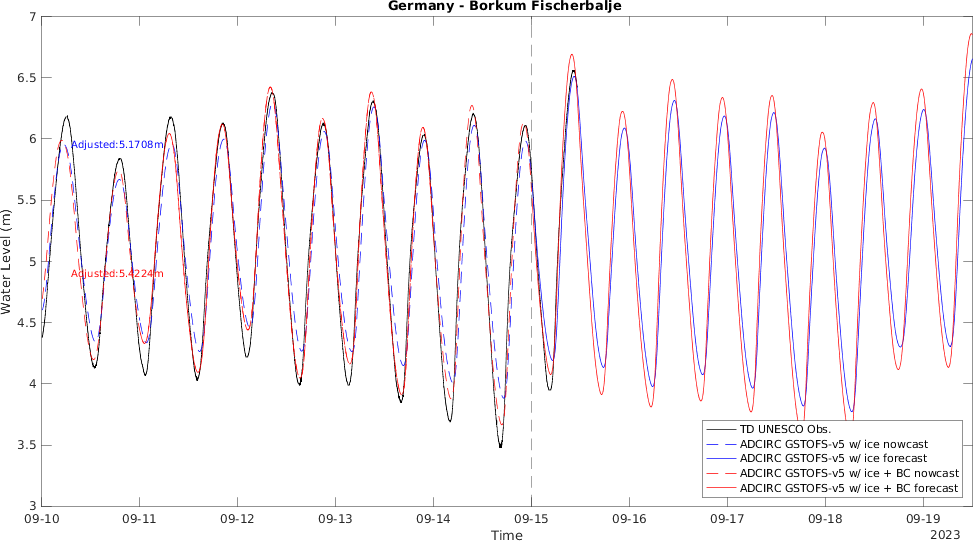 Germany - Borkum Fischerbalje
7
6.5
6
5.5
5
4.5
4
3.5
3
Water Level (m)
Adjusted:5.1708m
Adjusted:5.4224m
TD UNESCO Obs.
ADCIRC GSTOFS-v5 w/ ice nowcast
ADCIRC GSTOFS-v5 w/ ice forecast
ADCIRC GSTOFS-v5 w/ ice + BC nowcast
ADCIRC GSTOFS-v5 w/ ice + BC forecast
09-10 09-11 09-12 09-13 09-14 09-15 09-16 09-17 09-18 09-19
Time
2023